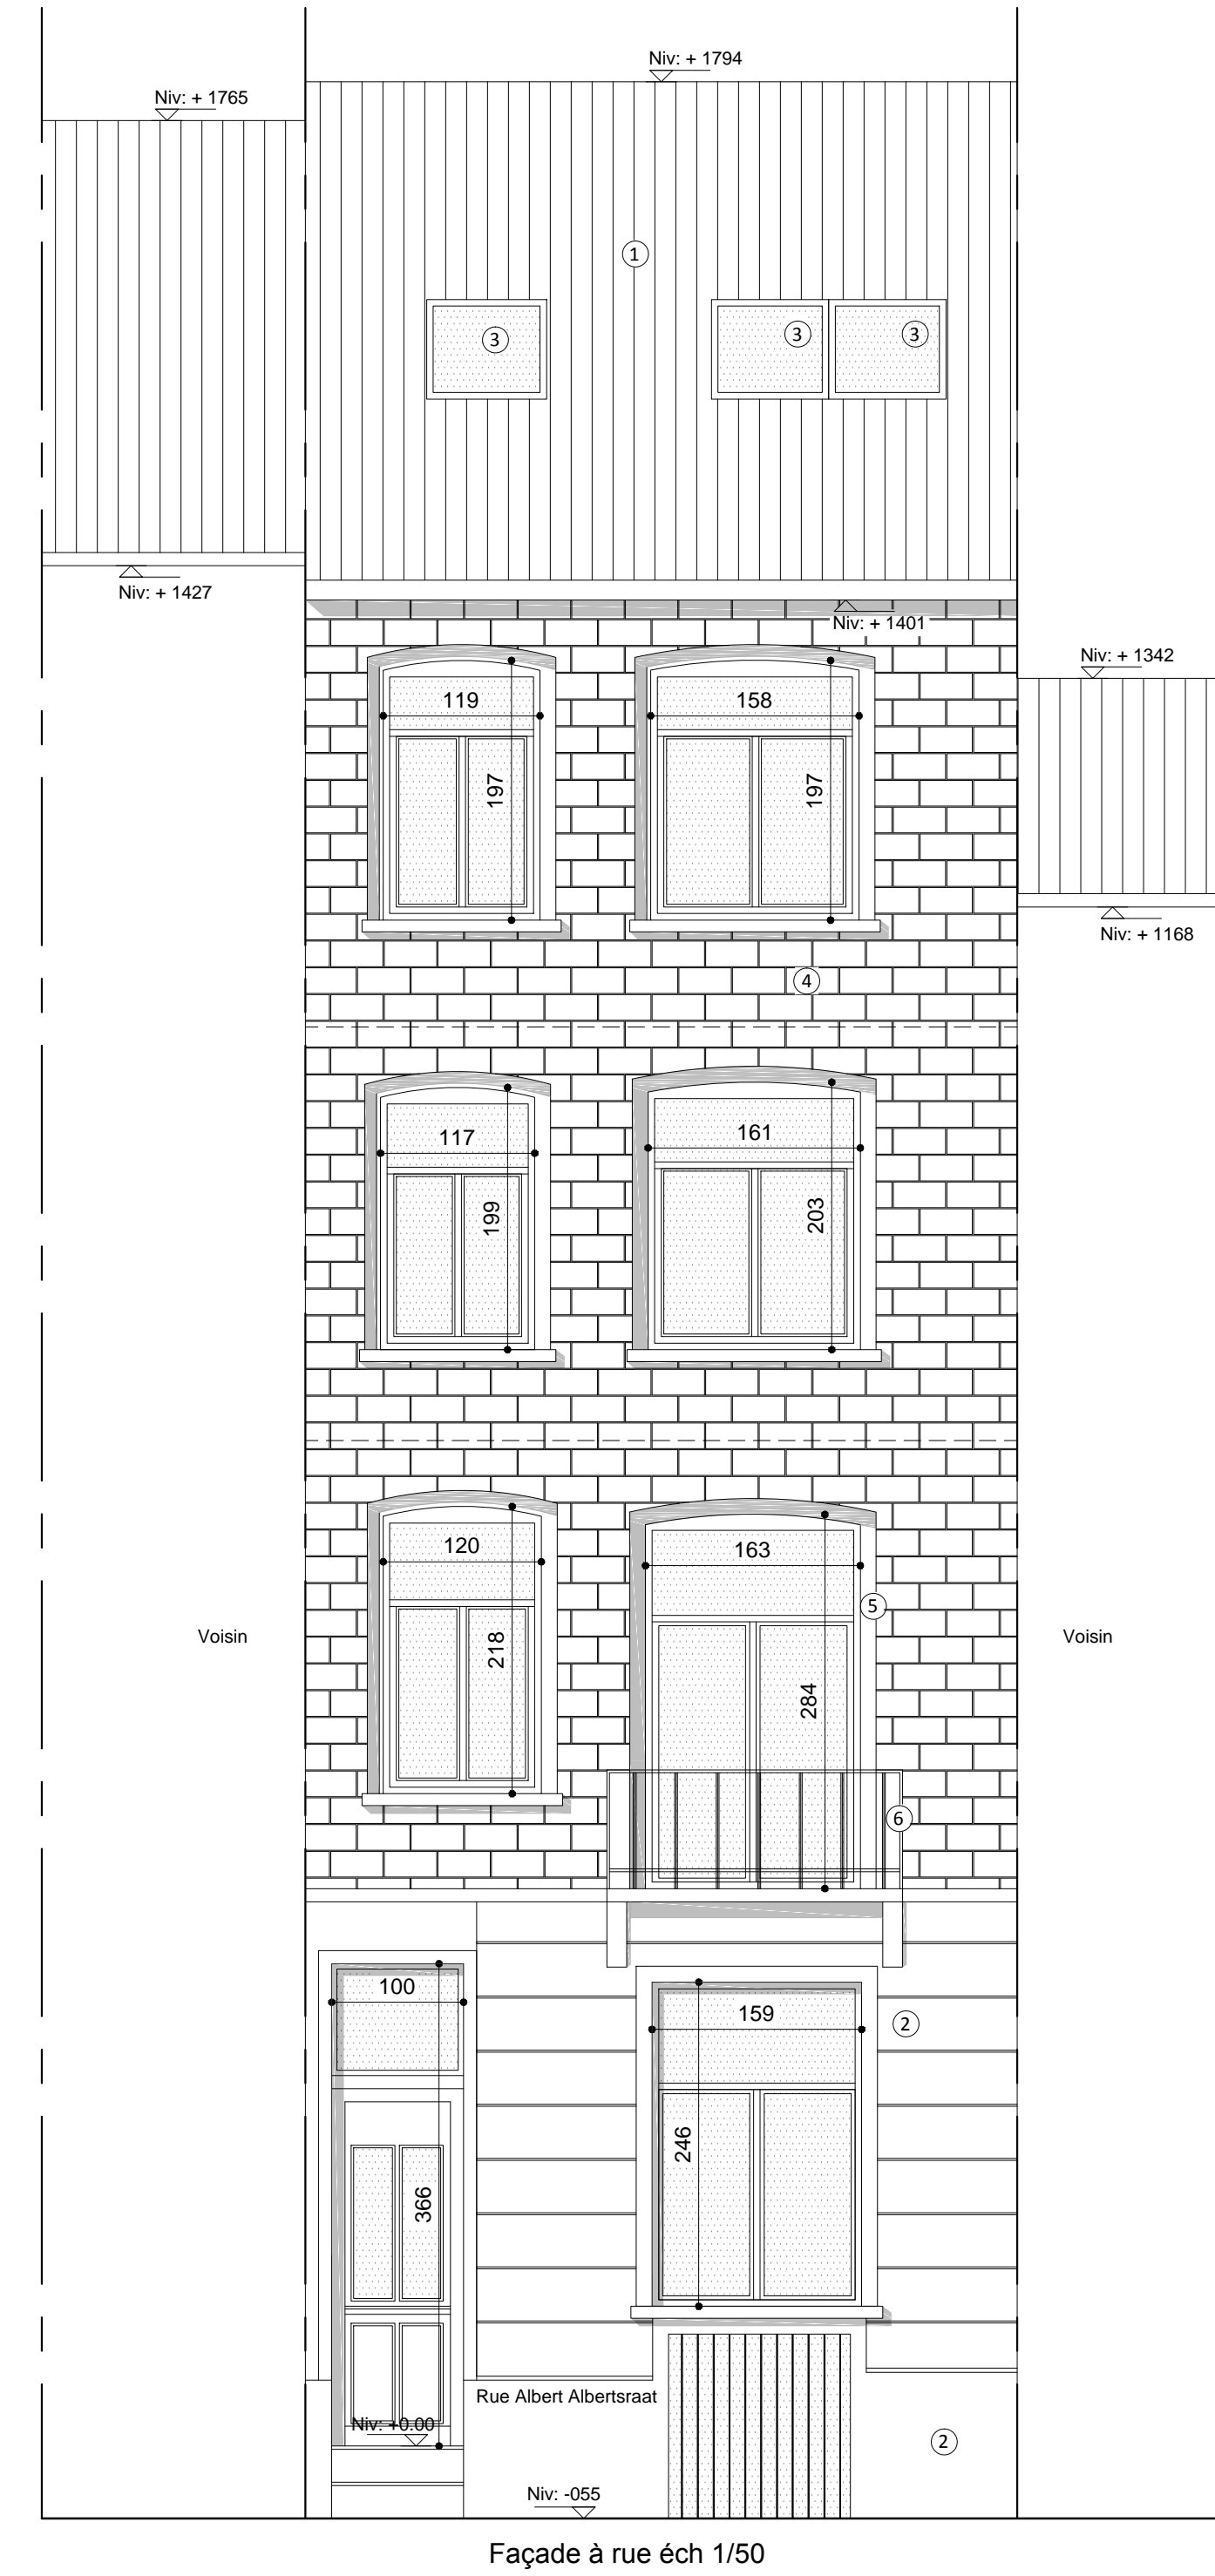 Niv: + 1794
Niv: + 1765
1
3
3
3
Niv: + 1427
Niv: + 1401
Niv: + 1342
119
158
197
197
Niv: + 1168
4
117
161
199
203
120
163
5
Voisin
218
Voisin
284
6
100
159
2
246
366
Rue Albert Albertsraat
Niv: +0.00
2
Niv: -055
Façade à rue éch 1/50